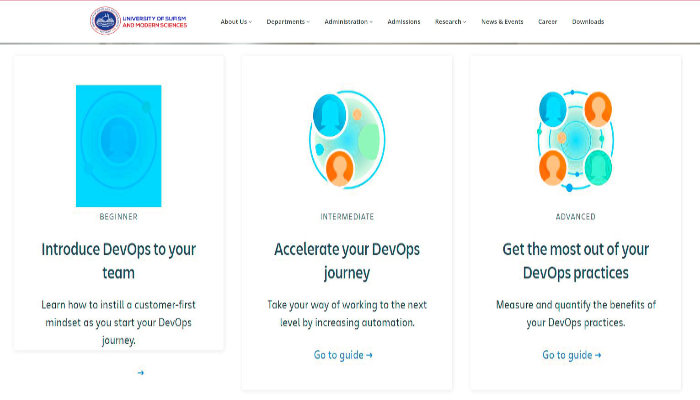 UNIVERSITY OF SUFISM
AND MODERN SCIENCES
About Us
Departments
Administration
Admissions
Research
News & Events
Career
Downloads
BEGINNER
Introduce DevOps to your
team
Learn how to instill a customer-first
mindset as you start your DevOps
journey.
→
INTERMEDIATE
Accelerate your DevOps
journey
Take your way of working to the next
level by increasing automation.
Go to guide →
ADVANCED
Get the most out of your
DevOps practices
Measure and quantify the benefits of
your DevOps practices.
Go to guide →